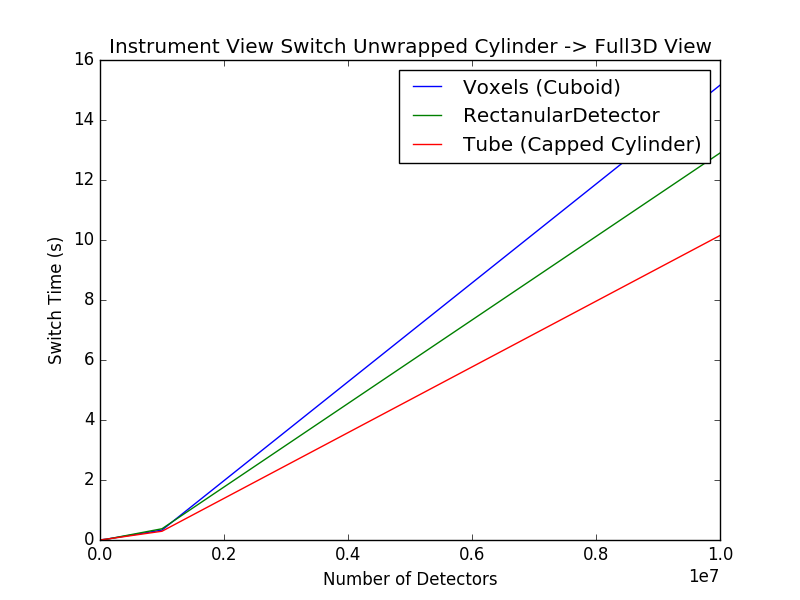 Instrument View Switch Unwrapped Cylinder -> Full3D View
Voxels (Cuboid)
RectanularDetector
Tube (Capped Cylinder)
Switch Time (s)
16
14
12
10
8
6
4
2
0
0.0 0.2 0.4 0.6 0.8 1.0
1e7
Number of Detectors